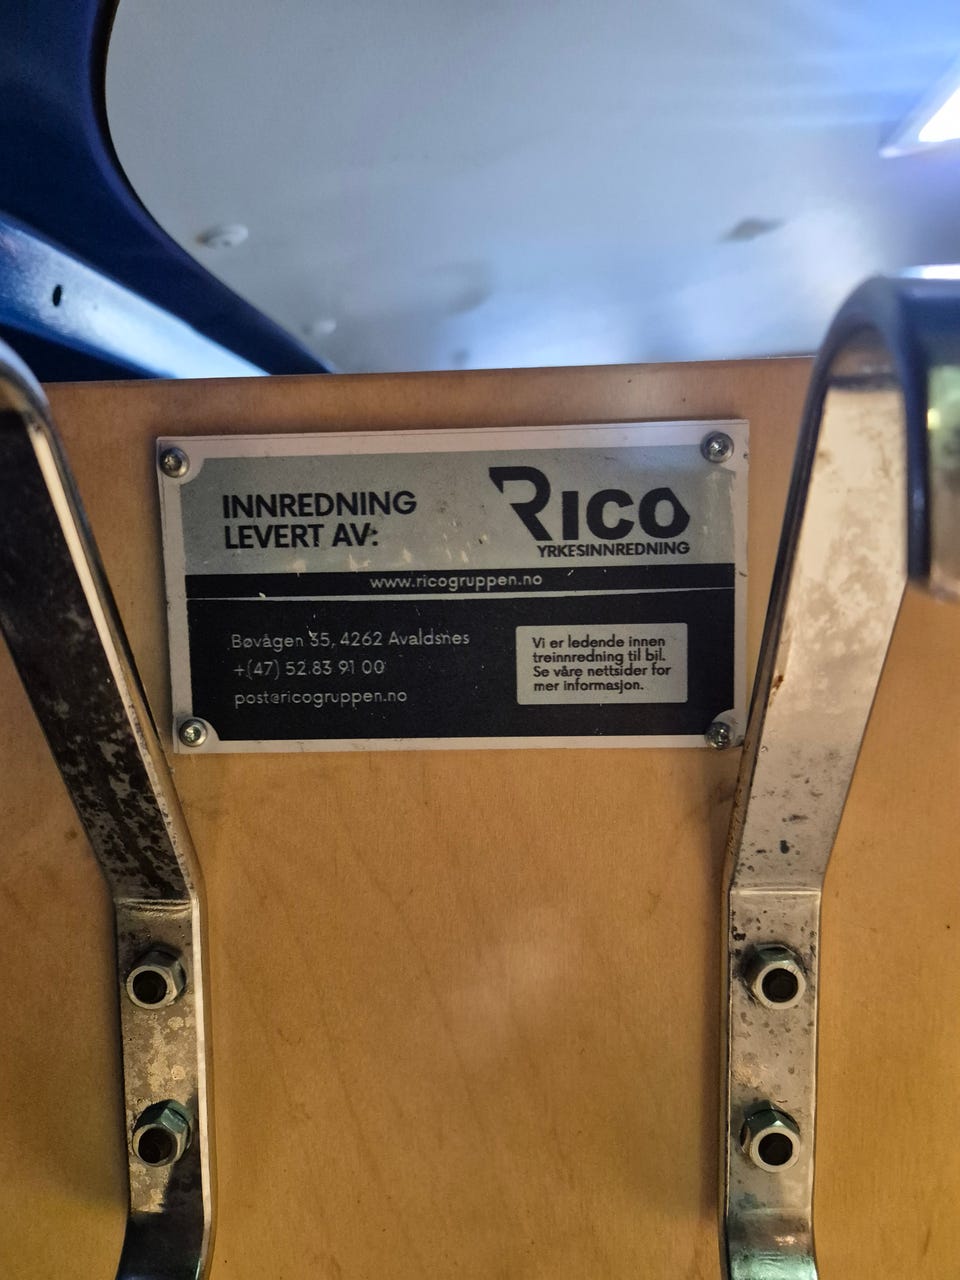 INNREDNING
LEVERT AV:
RICO
YRKESINNREDNING
www.ricogruppen.no
Bøvågen 35, 4262 Avaldsnes
+(47) 52 83 91 00
post@ricogruppen.no
Vi er ledende innen
treinnredning til bil.
Se våre nettsider for
mer informasjon.